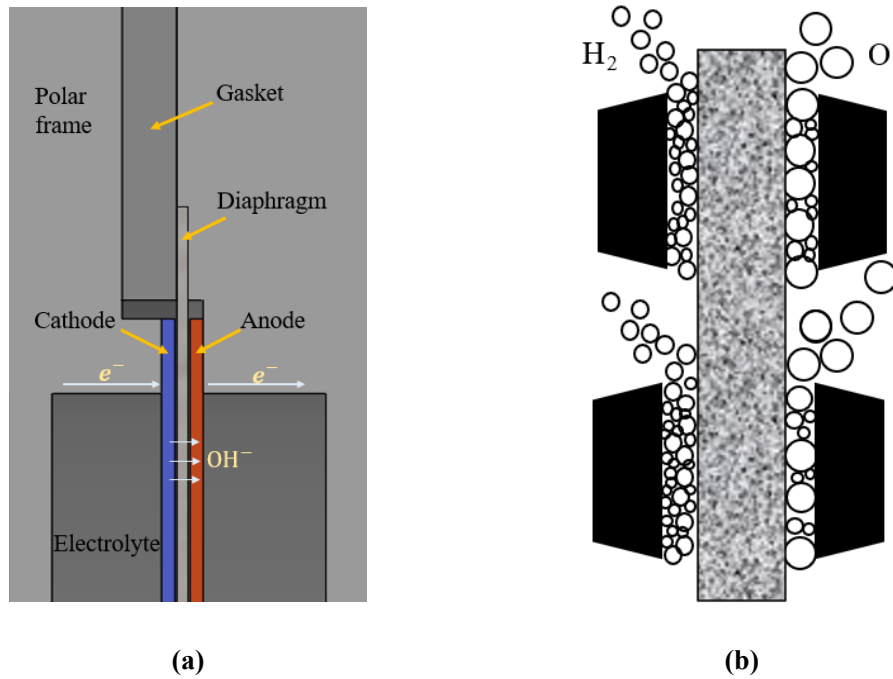 Polar
frame
Gasket
Diaphragm
Cathode
Anode
e⁻
e⁻
OH⁻
Electrolyte
(a)
H₂
O
(b)